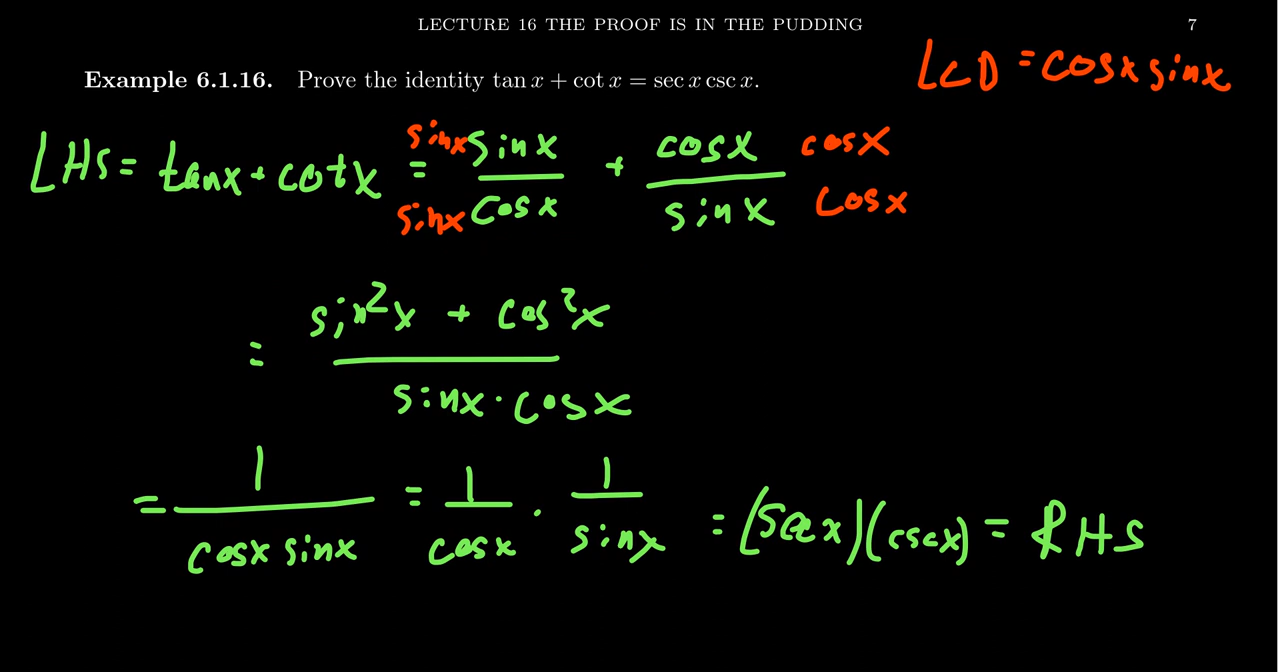 LECTURE 16 THE PROOF IS IN THE PUDDING 7
LCD = cosx sinx
Example 6.1.16. Prove the identity tan x + cot x = sec x csc x.
LHS = tanx + cotx = sinx sinx / sinx cosx + cosx cosx / sinx cosx
= sin²x + cos²x / sinx · cosx
= 1 / cosx sinx = 1 / cosx · 1 / sinx = (secx)(cscx) = RHS